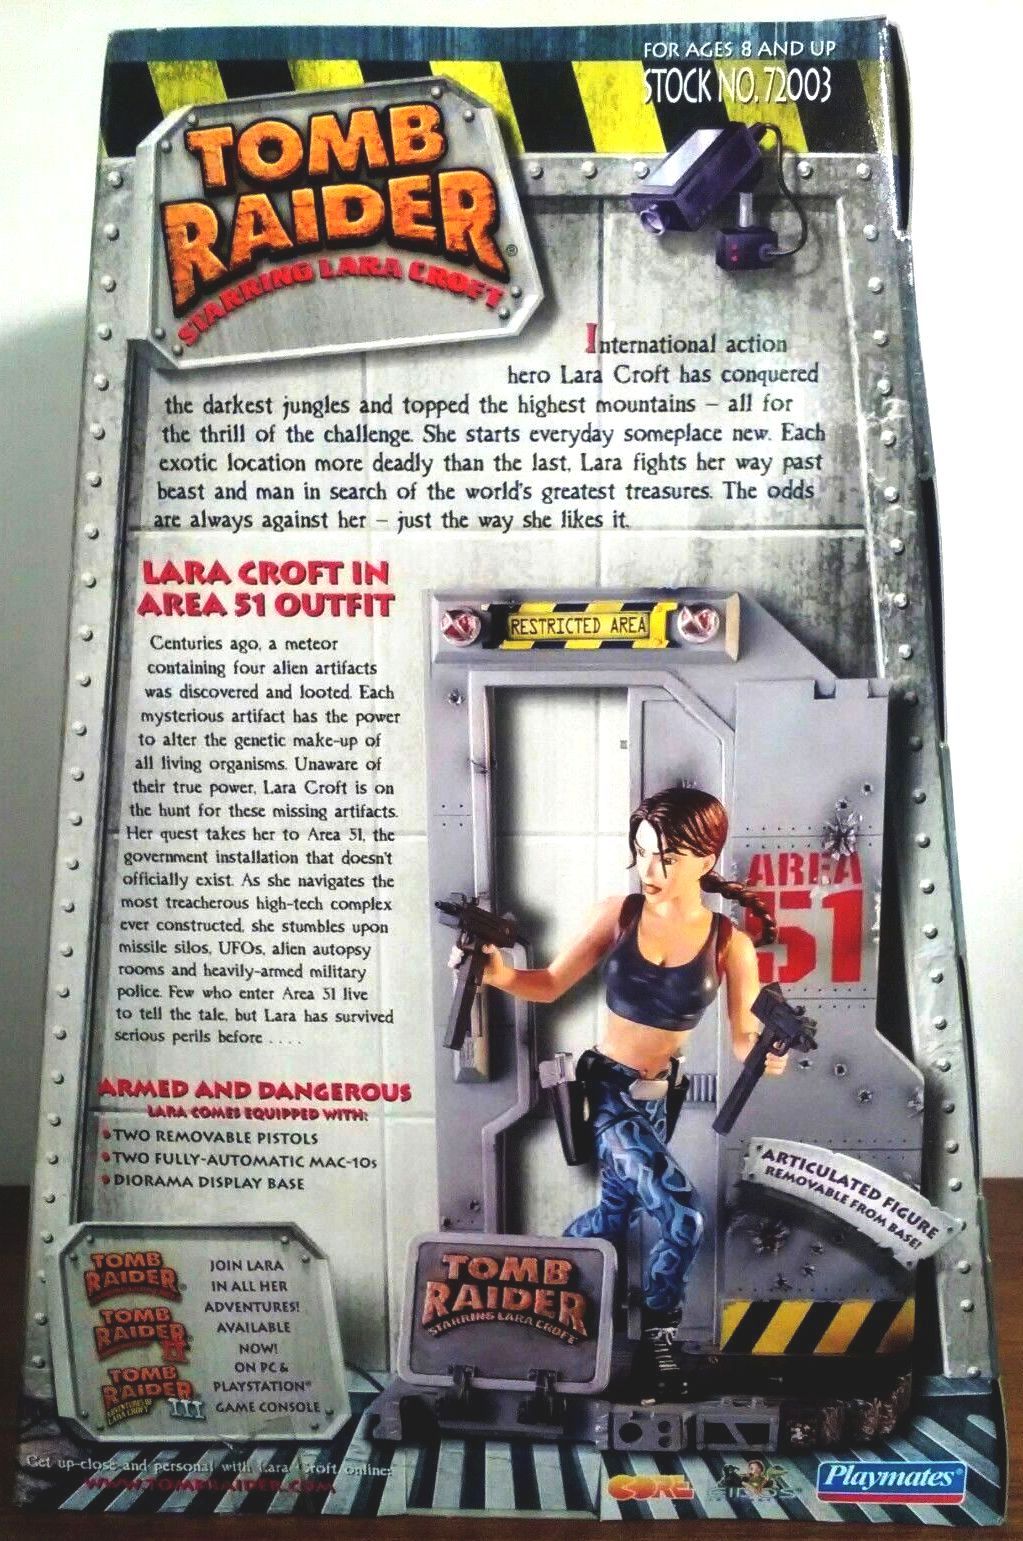 FOR AGES 8 AND UP
STOCK NO. 72003
TOMB
RAIDER®
STARRING LARA CROFT
International action
hero Lara Croft has conquered
the darkest jungles and topped the highest mountains – all for
the thrill of the challenge. She starts everyday someplace new. Each
exotic location more deadly than the last, Lara fights her way past
beast and man in search of the world's greatest treasures. The odds
are always against her – just the way she likes it.
LARA CROFT IN
AREA 51 OUTFIT
Centuries ago, a meteor
containing four alien artifacts
was discovered and looted. Each
mysterious artifact has the power
to alter the genetic make-up of
all living organisms. Unaware of
their true power, Lara Croft is on
the hunt for these missing artifacts.
Her quest takes her to Area 51, the
government installation that doesn't
officially exist. As she navigates the
most treacherous high-tech complex
ever constructed, she stumbles upon
missile silos, UFOs, alien autopsy
rooms and heavily-armed military
police. Few who enter Area 51 live
to tell the tale, but Lara has survived
serious perils before . . . .
RESTRICTED AREA
AREA
51
ARMED AND DANGEROUS
LARA COMES EQUIPPED WITH:
• TWO REMOVABLE PISTOLS
• TWO FULLY-AUTOMATIC MAC-10s
• DIORAMA DISPLAY BASE
ARTICULATED FIGURE
REMOVABLE FROM BASE!
TOMB
RAIDER
STARRING LARA CROFT
TOMB
RAIDER
TOMB
RAIDER
II
TOMB
RAIDER
III
ADVENTURES OF
LARA CROFT
JOIN LARA
IN ALL HER
ADVENTURES!
AVAILABLE
NOW!
ON PC &
PLAYSTATION®
GAME CONSOLE
Get up-close and personal with Lara Croft online:
WWW.TOMBRAIDER.COM
CORE
EIDOS
Playmates®